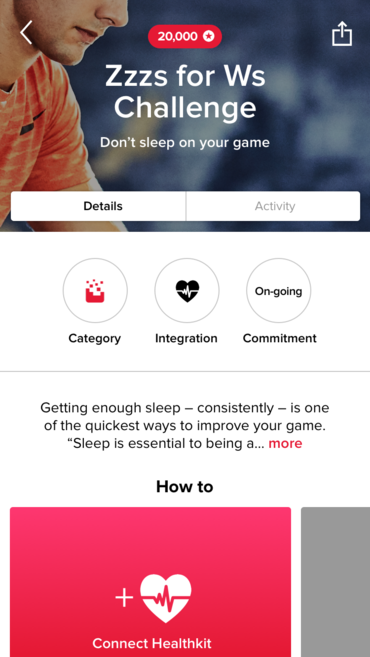 20,000
Zzzs for Ws
Challenge
Don't sleep on your game
Details
Activity
On-going
Category
Integration
Commitment
Getting enough sleep – consistently – is one
of the quickest ways to improve your game.
“Sleep is essential to being a... more
How to
Connect Healthkit